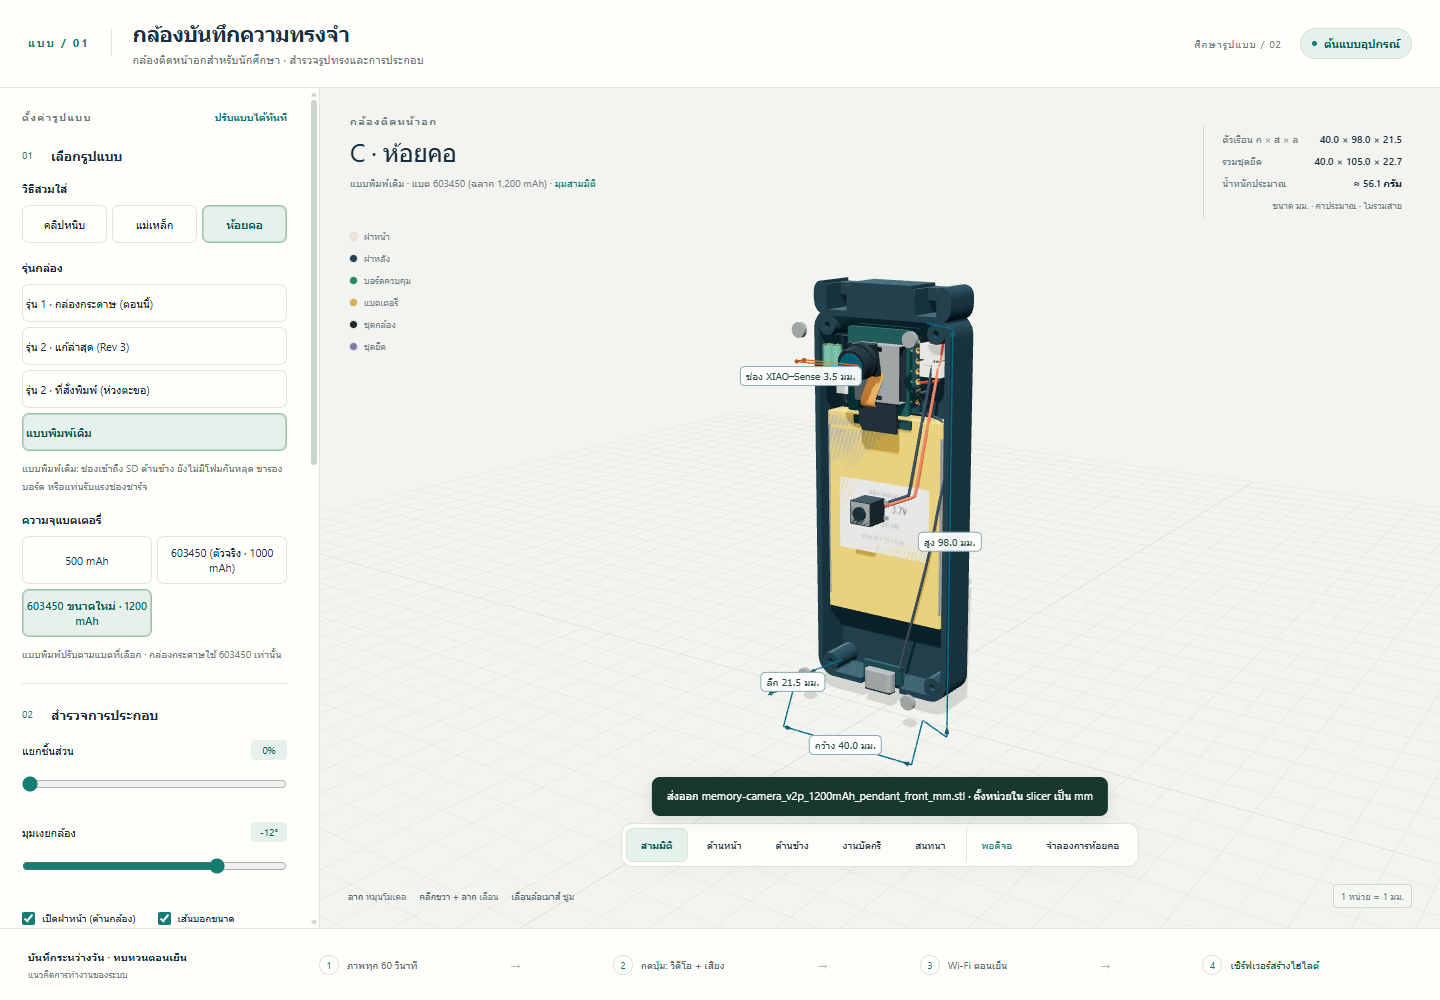 แบบ / 01
กล้องบันทึกความทรงจำ
กล้องติดหน้าอกสำหรับนักศึกษา · สำรวจรูปทรงและการประกอบ
ศึกษารูปแบบ / 02
ต้นแบบอุปกรณ์
ตั้งค่ารูปแบบ
ปรับแบบได้ทันที
01 เลือกรูปแบบ
วิธีสวมใส่
คลิปหนีบ
แม่เหล็ก
ห้อยคอ
รุ่นกล่อง
รุ่น 1 · กล่องกระดาษ (ตอนนี้)
รุ่น 2 · แก้ล่าสุด (Rev 3)
รุ่น 2 · ที่สั่งพิมพ์ (ห่วงตะขอ)
แบบพิมพ์เดิม
แบบพิมพ์เดิม: ช่องเข้าถึง SD ด้านข้าง ยังไม่มีโฟมกันหลุด ขารอง
บอร์ด หรือแท่นรับแรงช่องชาร์จ
ความจุแบตเตอรี่
500 mAh
603450 (ตัวจริง · 1000
mAh)
603450 ขนาดใหม่ · 1200
mAh
แบบพิมพ์ปรับตามแบตที่เลือก · กล่องกระดาษใช้ 603450 เท่านั้น
02 สำรวจการประกอบ
แยกชิ้นส่วน
0%
มุมเงยกล้อง
-12°
เปิดฝาหน้า (ด้านกล้อง)
เส้นบอกขนาด
กล้องติดหน้าอก
C · ห้อยคอ
แบบพิมพ์เดิม · แบต 603450 (ฉลาก 1,200 mAh) · มุมสามมิติ
ฝาหน้า
ฝาหลัง
บอร์ดควบคุม
แบตเตอรี่
ชุดกล้อง
ชุดยึด
ตัวเรือน ก × ส × ล 40.0 × 98.0 × 21.5
รวมชุดยึด 40.0 × 105.0 × 22.7
น้ำหนักประมาณ ≈ 56.1 กรัม
ขนาด มม. · ค่าประมาณ · ไม่รวมสาย
ช่อง XIAO–Sense 3.5 มม.
3.7V
สูง 98.0 มม.
ลึก 21.5 มม.
กว้าง 40.0 มม.
ส่งออก memory-camera_v2p_1200mAh_pendant_front_mm.stl · ตั้งหน่วยใน slicer เป็น mm
สามมิติ
ด้านหน้า
ด้านข้าง
งานบัดกรี
สนทนา
พอดีจอ
จำลองการห้อยคอ
ลาก หมุนโมเดล
คลิกขวา + ลาก เลื่อน
เลื่อนล้อเมาส์ ซูม
1 หน่วย = 1 มม.
บันทึกระหว่างวัน · ทบทวนตอนเย็น
แนวคิดการทำงานของระบบ
1 ภาพทุก 60 วินาที
→
2 กดปุ่ม: วิดีโอ + เสียง
→
3 Wi-Fi ตอนเย็น
→
4 เซิร์ฟเวอร์สร้างไฮไลต์